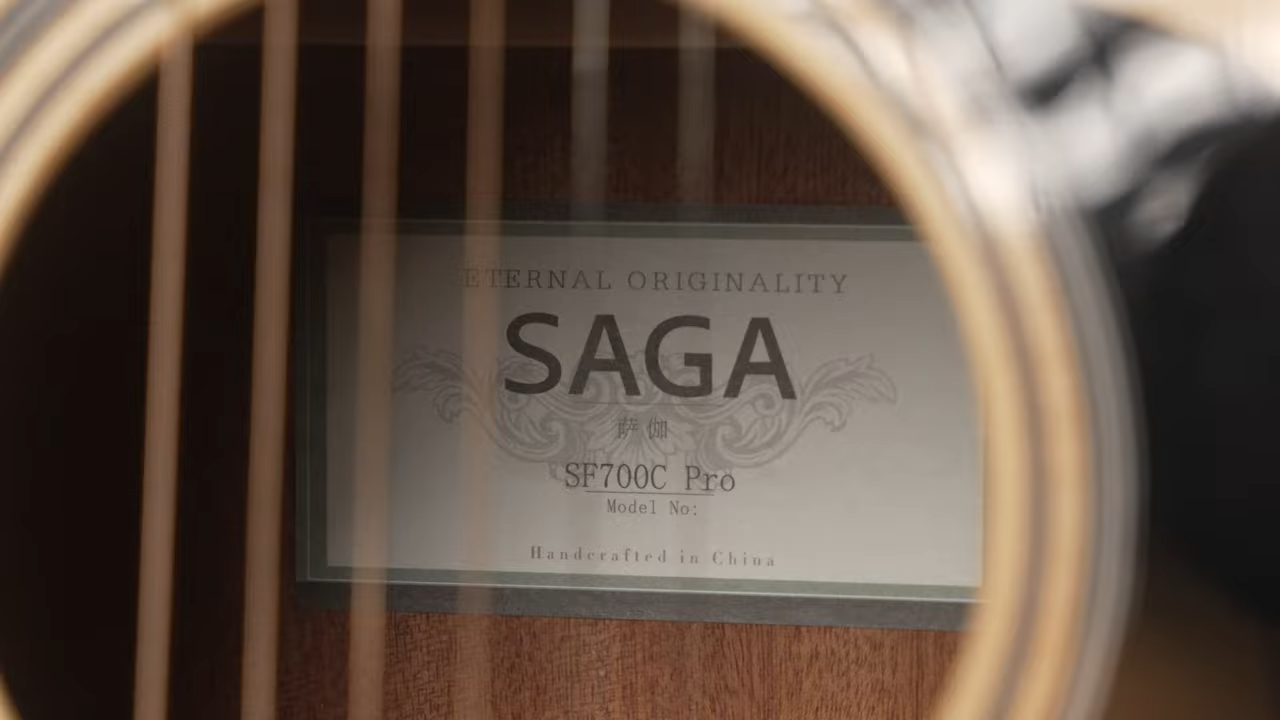 ETERNAL ORIGINALITY
SAGA
萨伽
SF700C Pro
Model No:
Handcrafted in China